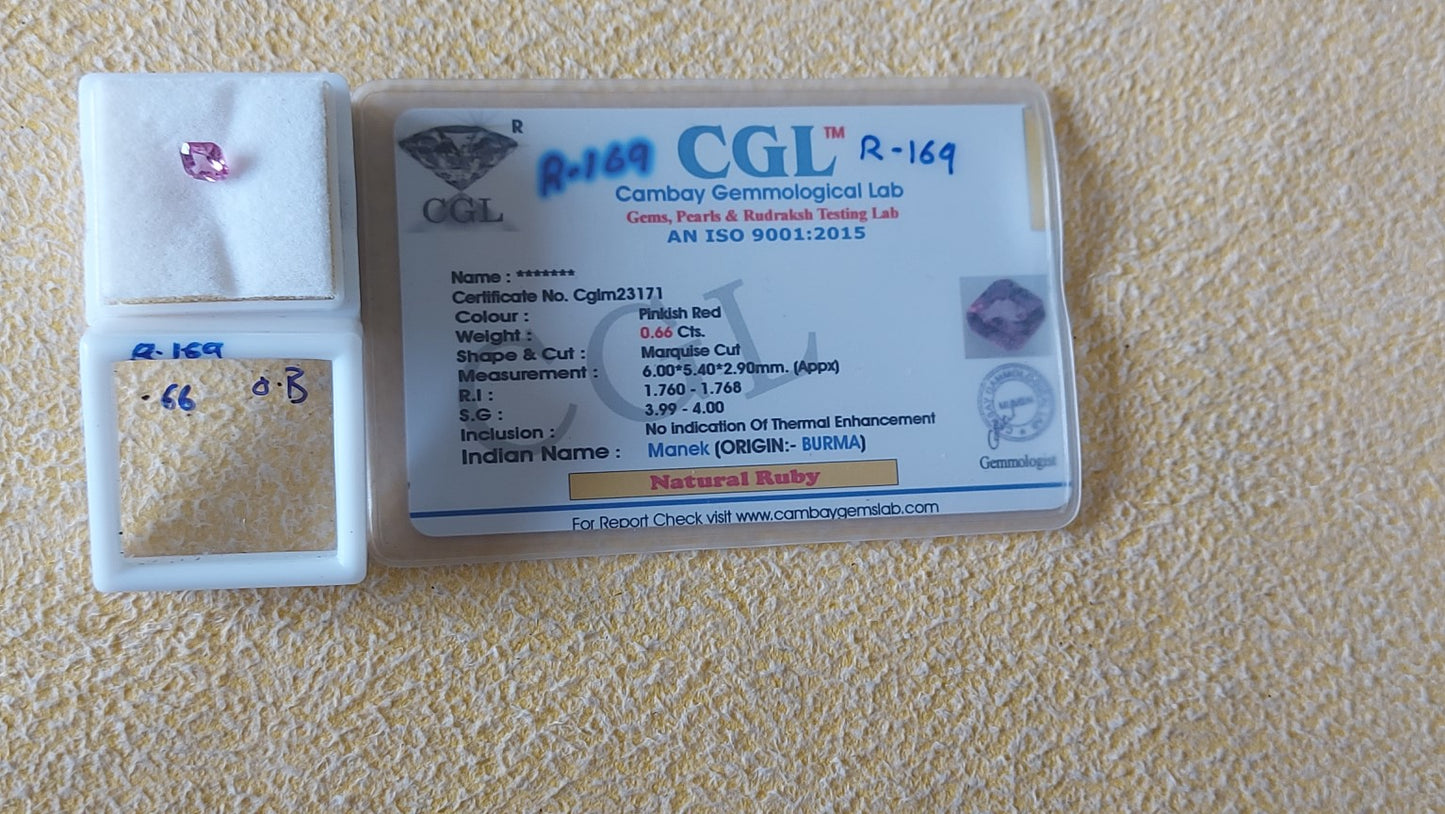 R-169
.66 O.B
R
CGL
R-169
CGL™
R-169
Cambay Gemmological Lab
Gems, Pearls & Rudraksh Testing Lab
AN ISO 9001:2015
Name : *******
Certificate No. Cglm23171
Colour : Pinkish Red
Weight : 0.66 Cts.
Shape & Cut : Marquise Cut
Measurement : 6.00*5.40*2.90mm. (Appx)
R.I : 1.760 - 1.768
S.G : 3.99 - 4.00
Inclusion : No Indication Of Thermal Enhancement
Indian Name : Manek (ORIGIN:- BURMA)
Natural Ruby
For Report Check visit www.cambaygemslab.com
CGL
Gemmologist